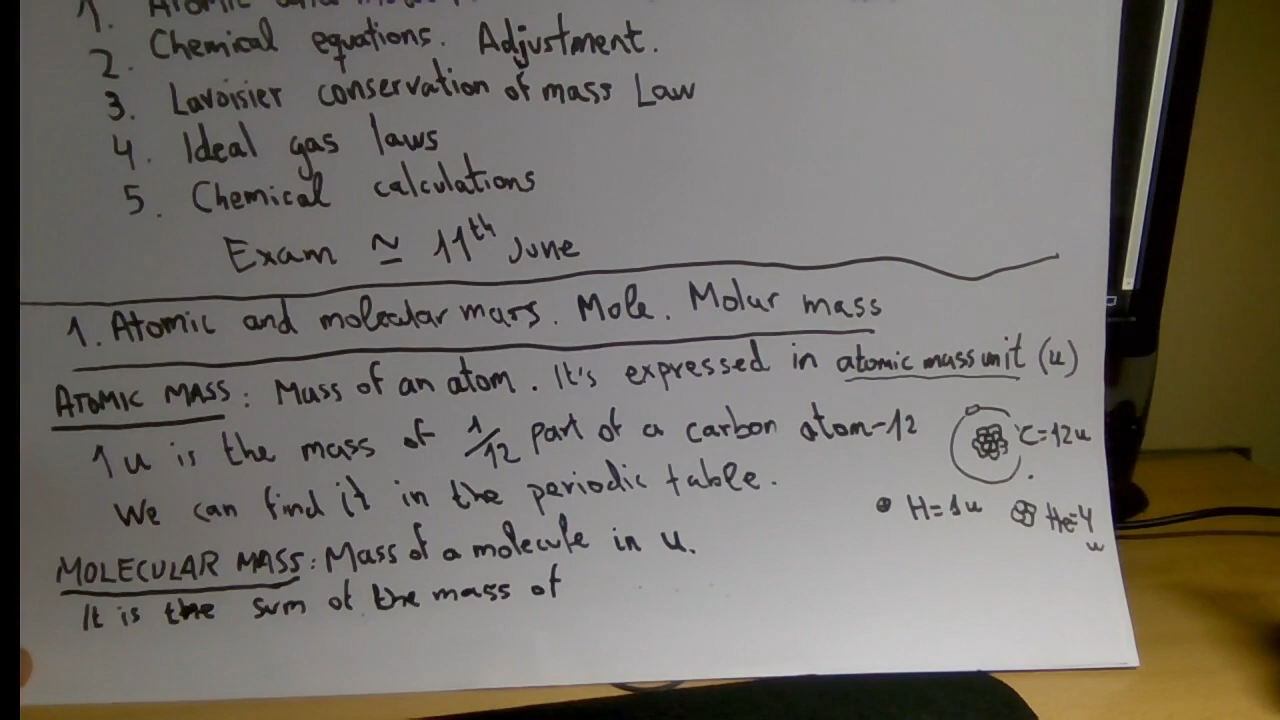 1. Atomic and
2. Chemical equations. Adjustment.
3. Lavoisier conservation of mass Law
4. Ideal gas laws
5. Chemical calculations
Exam ≃ 11th June
1. Atomic and molecular mass. Mole. Molar mass
ATOMIC MASS: Mass of an atom. It's expressed in atomic mass unit (u)
1u is the mass of 1/12 part of a carbon atom-12
C=12u
We can find it in the periodic table.
H=1u He=4u
MOLECULAR MASS: Mass of a molecule in u.
It is the sum of the mass of